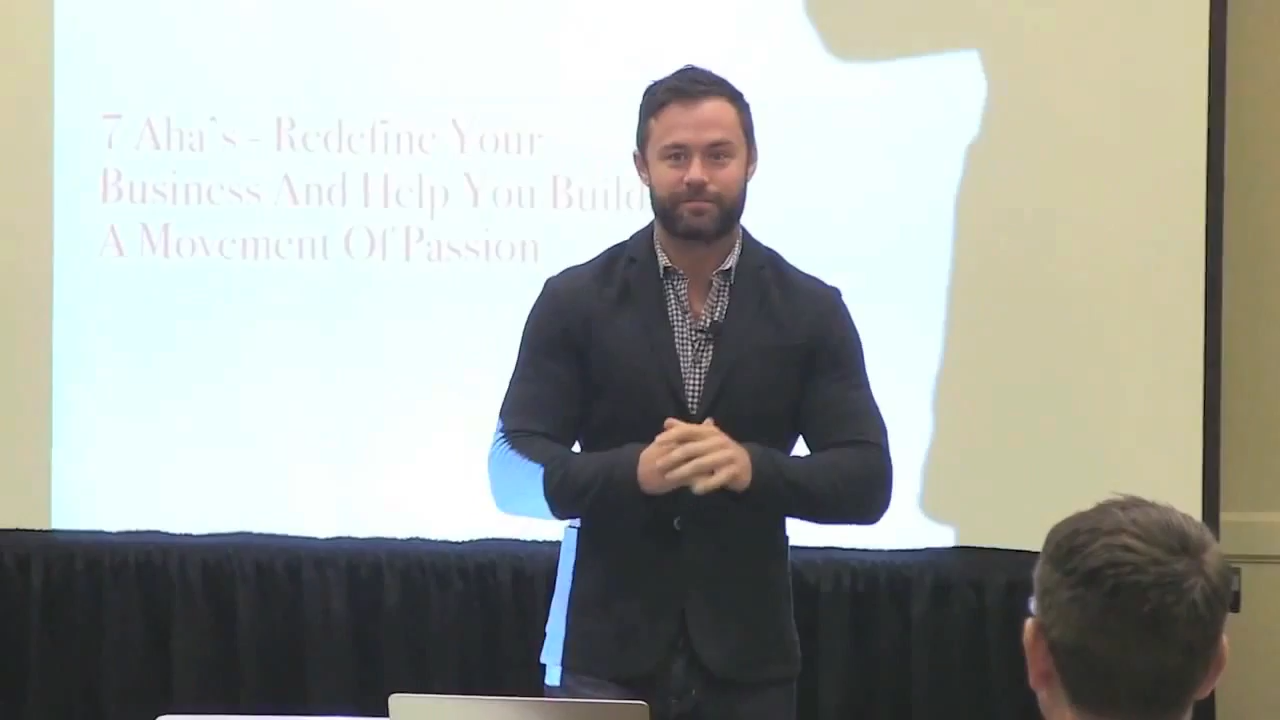 7 Aha's - Redefine Your
Business And Help You Build
A Movement Of Passion